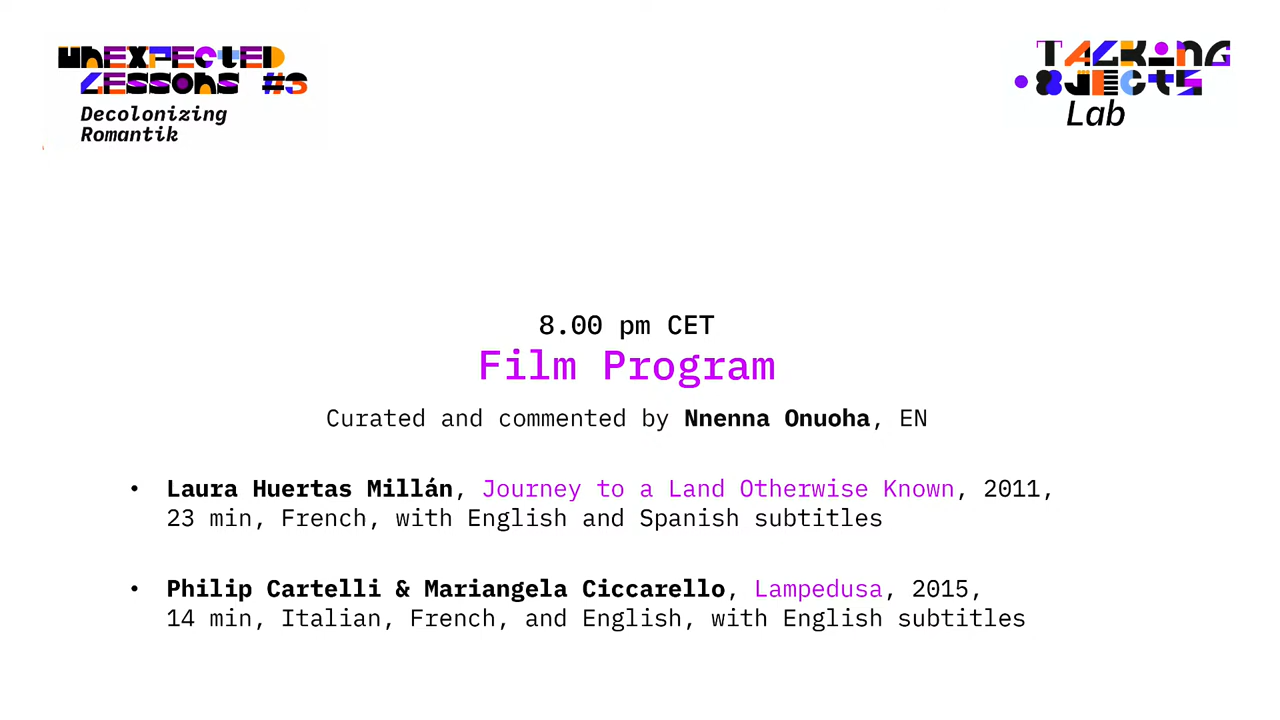 UNEXPECTED
LESSONS #3
Decolonizing
Romantik
TALKING
OBJECTS
Lab
8.00 pm CET
Film Program
Curated and commented by Nnenna Onuoha, EN
• Laura Huertas Millán, Journey to a Land Otherwise Known, 2011,
23 min, French, with English and Spanish subtitles
• Philip Cartelli & Mariangela Ciccarello, Lampedusa, 2015,
14 min, Italian, French, and English, with English subtitles